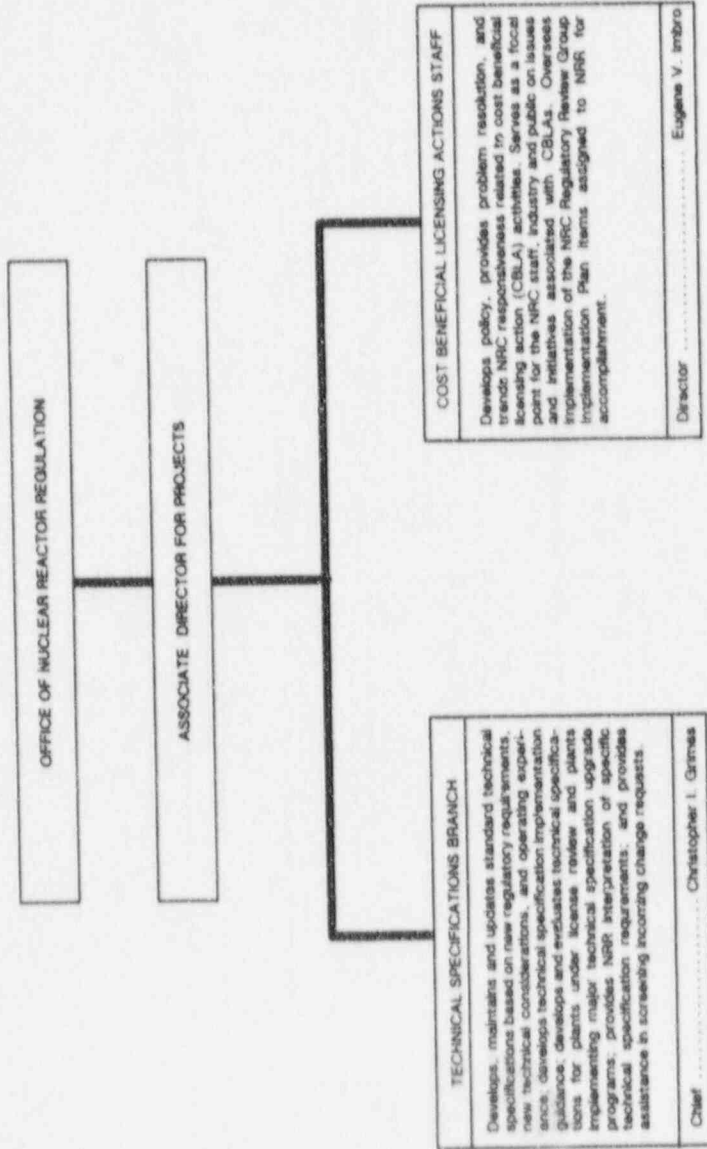 OFFICE OF NUCLEAR REACTOR REGULATION
ASSOCIATE DIRECTOR FOR PROJECTS
TECHNICAL SPECIFICATIONS BRANCH
Develops, maintains and updates standard technical
specifications based on new regulatory requirements,
new technical considerations, and operating experi-
ence; develops technical specification implementation
guidance; develops and evaluates technical specifica-
tions for plants under license review and plants
implementing major technical specification upgrade
programs; provides NRR interpretation of specific
technical specification requirements; and provides
assistance in screening incoming change requests.
Chief .................... Christopher I. Grimes
COST BENEFICIAL LICENSING ACTIONS STAFF
Develops policy, provides problem resolution, and
trends NRC responsiveness related to cost beneficial
licensing action (CBLA) activities. Serves as a focal
point for the NRC staff, industry and public on issues
and initiatives associated with CBLAs. Oversees
implementation of the NRC Regulatory Review Group
Implementation Plan items assigned to NRR for
accomplishment.
Director .................... Eugene V. Imbro